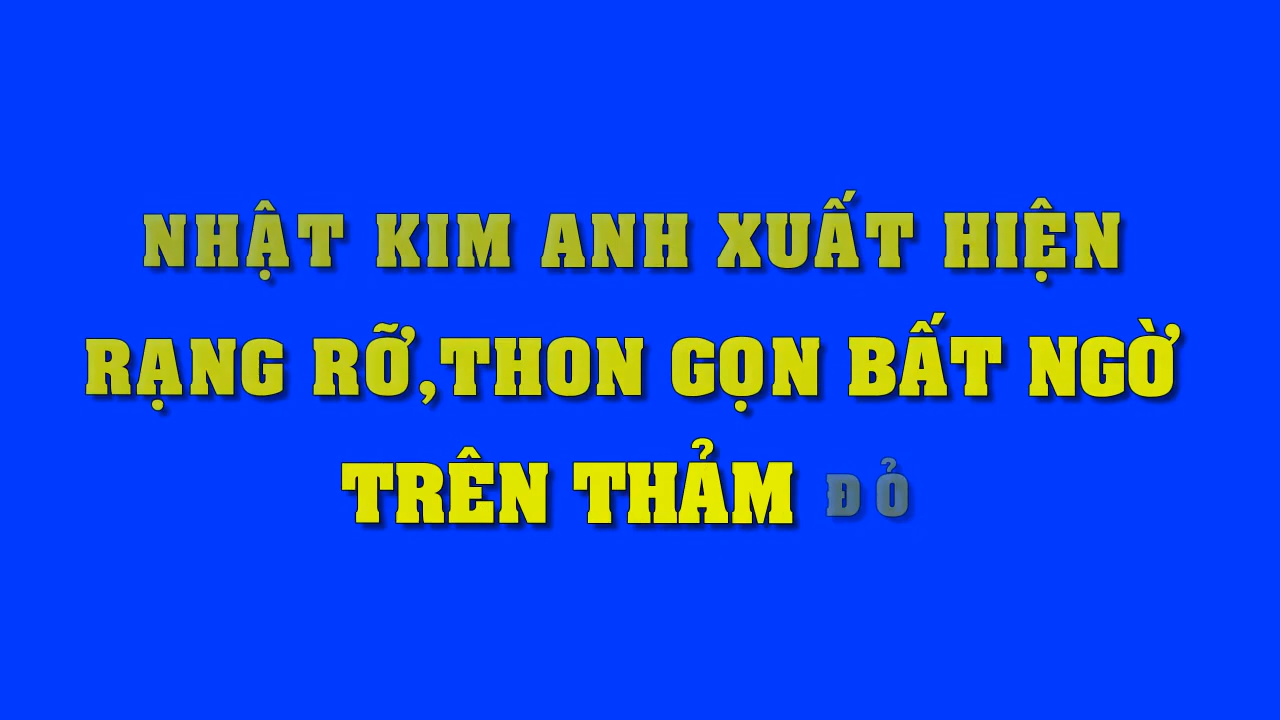 NHẬT KIM ANH XUẤT HIỆN
RẠNG RỠ,THON GỌN BẤT NGỜ
TRÊN THẢM ĐỎ